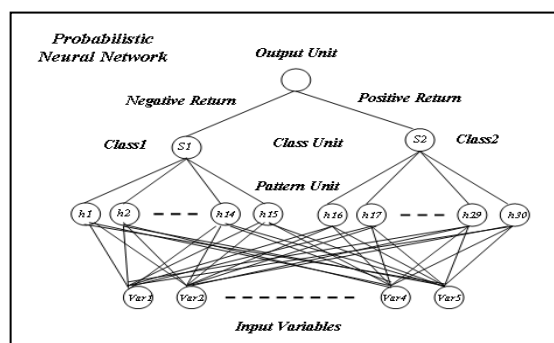 Probabilistic
Neural Network
Output Unit
Negative Return
Positive Return
Class1
S1
Class Unit
S2
Class2
Pattern Unit
h1 h2 h14 h15 h16 h17 h29 h30
Var1 Var2 Var4 Var5
Input Variables